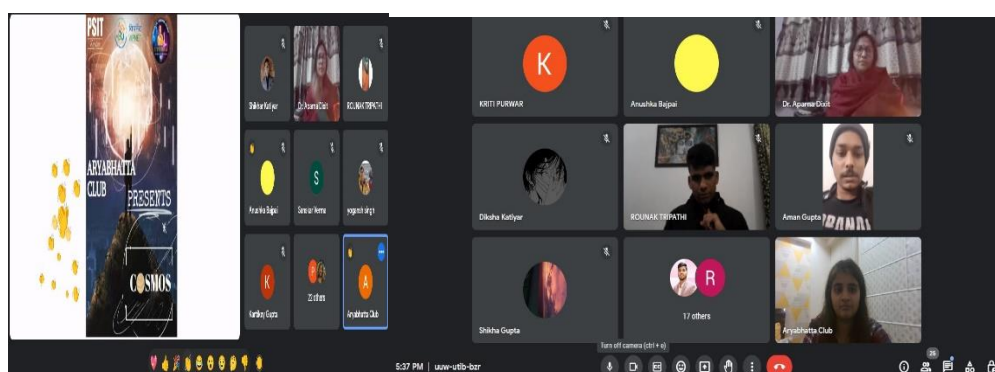 PSIT
ARYABHATTA
CLUB
PRESENTS
COSMOS
Shikhar Katiyar
Dr. Aparna Dixit
ROUNAK TRIPATHI
Anushka Bajpai
S
Sanskar Verma
yogansh singh
K
Kartikay Gupta
P
22 others
A
Aryabhatta Club
K
KRITI PURWAR
Anushka Bajpai
Dr. Aparna Dixit
Diksha Katiyar
ROUNAK TRIPATHI
Aman Gupta
Shikha Gupta
R
17 others
Aryabhatta Club
Turn off camera (ctrl + e)
5:37 PM | uuw-utib-bzr
26